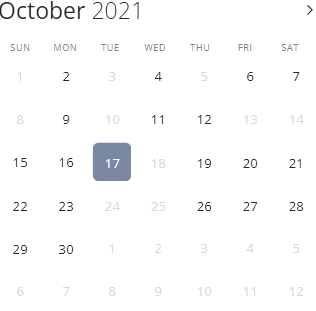 October 2021
SUN MON TUE WED THU FRI SAT
1 2 3 4 5 6 7
8 9 10 11 12 13 14
15 16 17 18 19 20 21
22 23 24 25 26 27 28
29 30 1 2 3 4 5
6 7 8 9 10 11 12